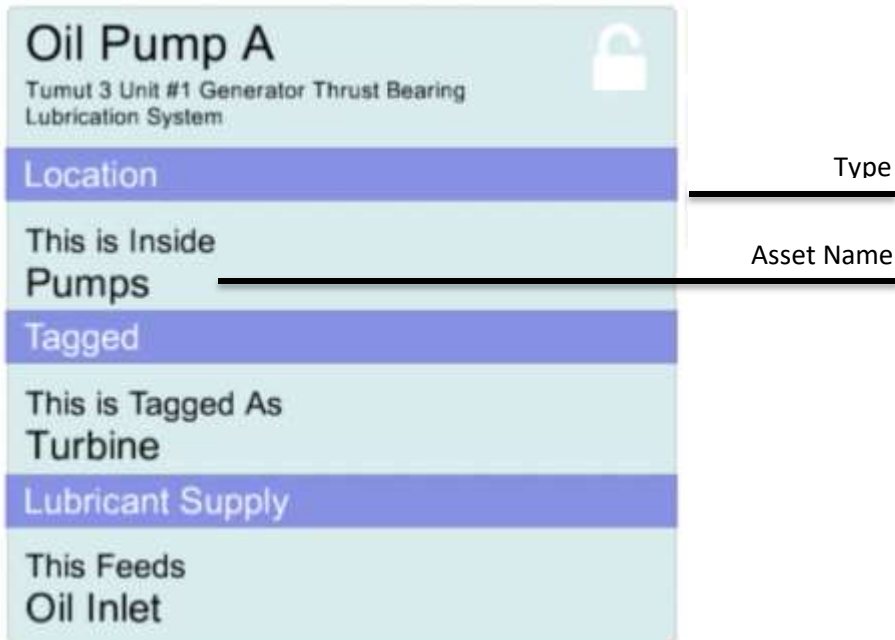 Oil Pump A
Tumut 3 Unit #1 Generator Thrust Bearing
Lubrication System
Location
Type
This is Inside
Asset Name
Pumps
Tagged
This is Tagged As
Turbine
Lubricant Supply
This Feeds
Oil Inlet